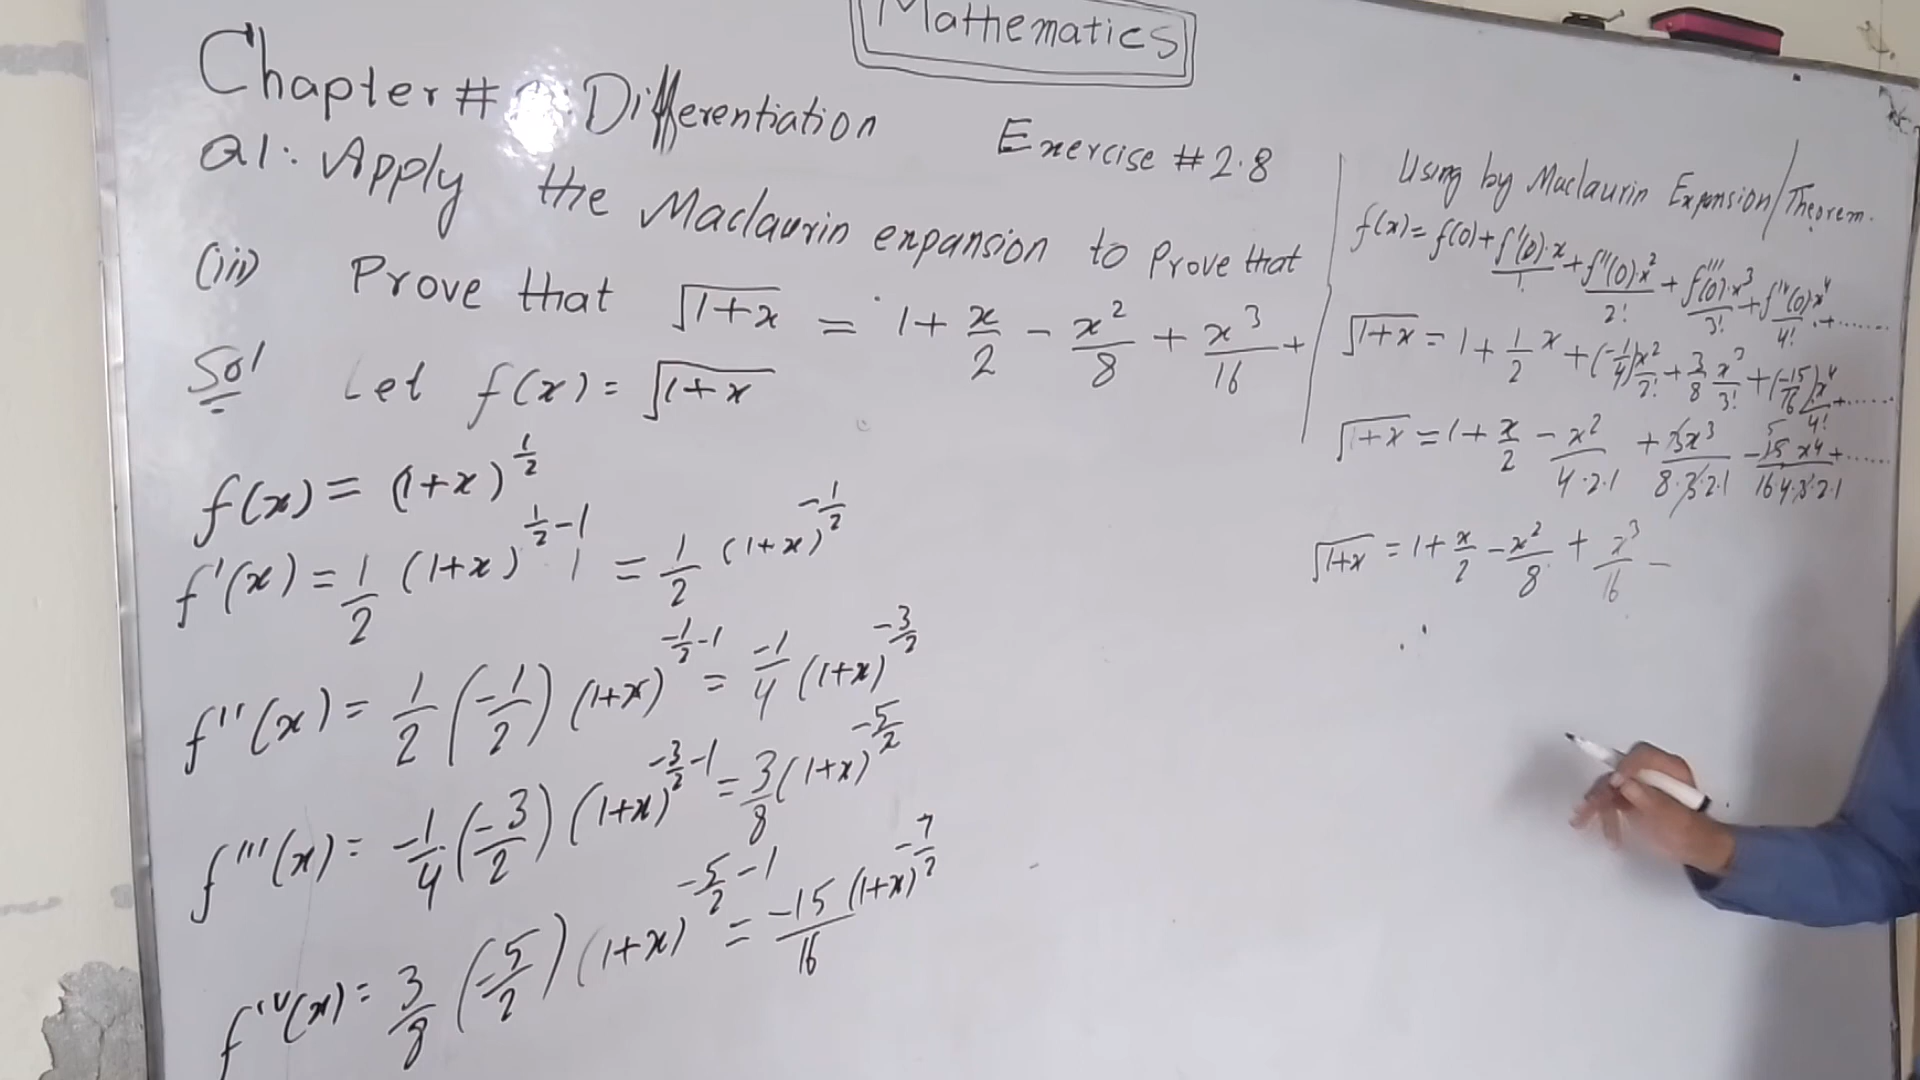 Mathematics
Chapter # : Differentiation Exercise # 2.8
Q1: Apply the Maclaurin expansion to Prove that
(iii) Prove that √(1+x) = 1 + x/2 - x²/8 + x³/16 +
Sol Let f(x) = √(1+x)
f(x) = (1+x)^(1/2)
f'(x) = 1/2 (1+x)^(1/2-1) 1 = 1/2 (1+x)^(-1/2)
f''(x) = 1/2 (-1/2) (1+x)^(-1/2-1) = -1/4 (1+x)^(-3/2)
f'''(x) = -1/4 (-3/2) (1+x)^(-3/2-1) = 3/8 (1+x)^(-5/2)
f^iv(x) = 3/8 (-5/2) (1+x)^(-5/2-1) = -15/16 (1+x)^(-7/2)
Using by Maclaurin Expansion/Theorem.
f(x) = f(0) + f'(0)·x/1! + f''(0)·x²/2! + f'''(0)·x³/3! + f^iv(0)·x⁴/4! + ......
√(1+x) = 1 + 1/2 x + (-1/4) x²/2! + 3/8 x³/3! + (-15/16) x⁴/4! + ......
√(1+x) = 1 + x/2 - x²/4·2·1 + 3x³/8·3·2·1 - 15 5 x⁴/16·4·3·2·1 + ......
√(1+x) = 1 + x/2 - x²/8 + x³/16 -